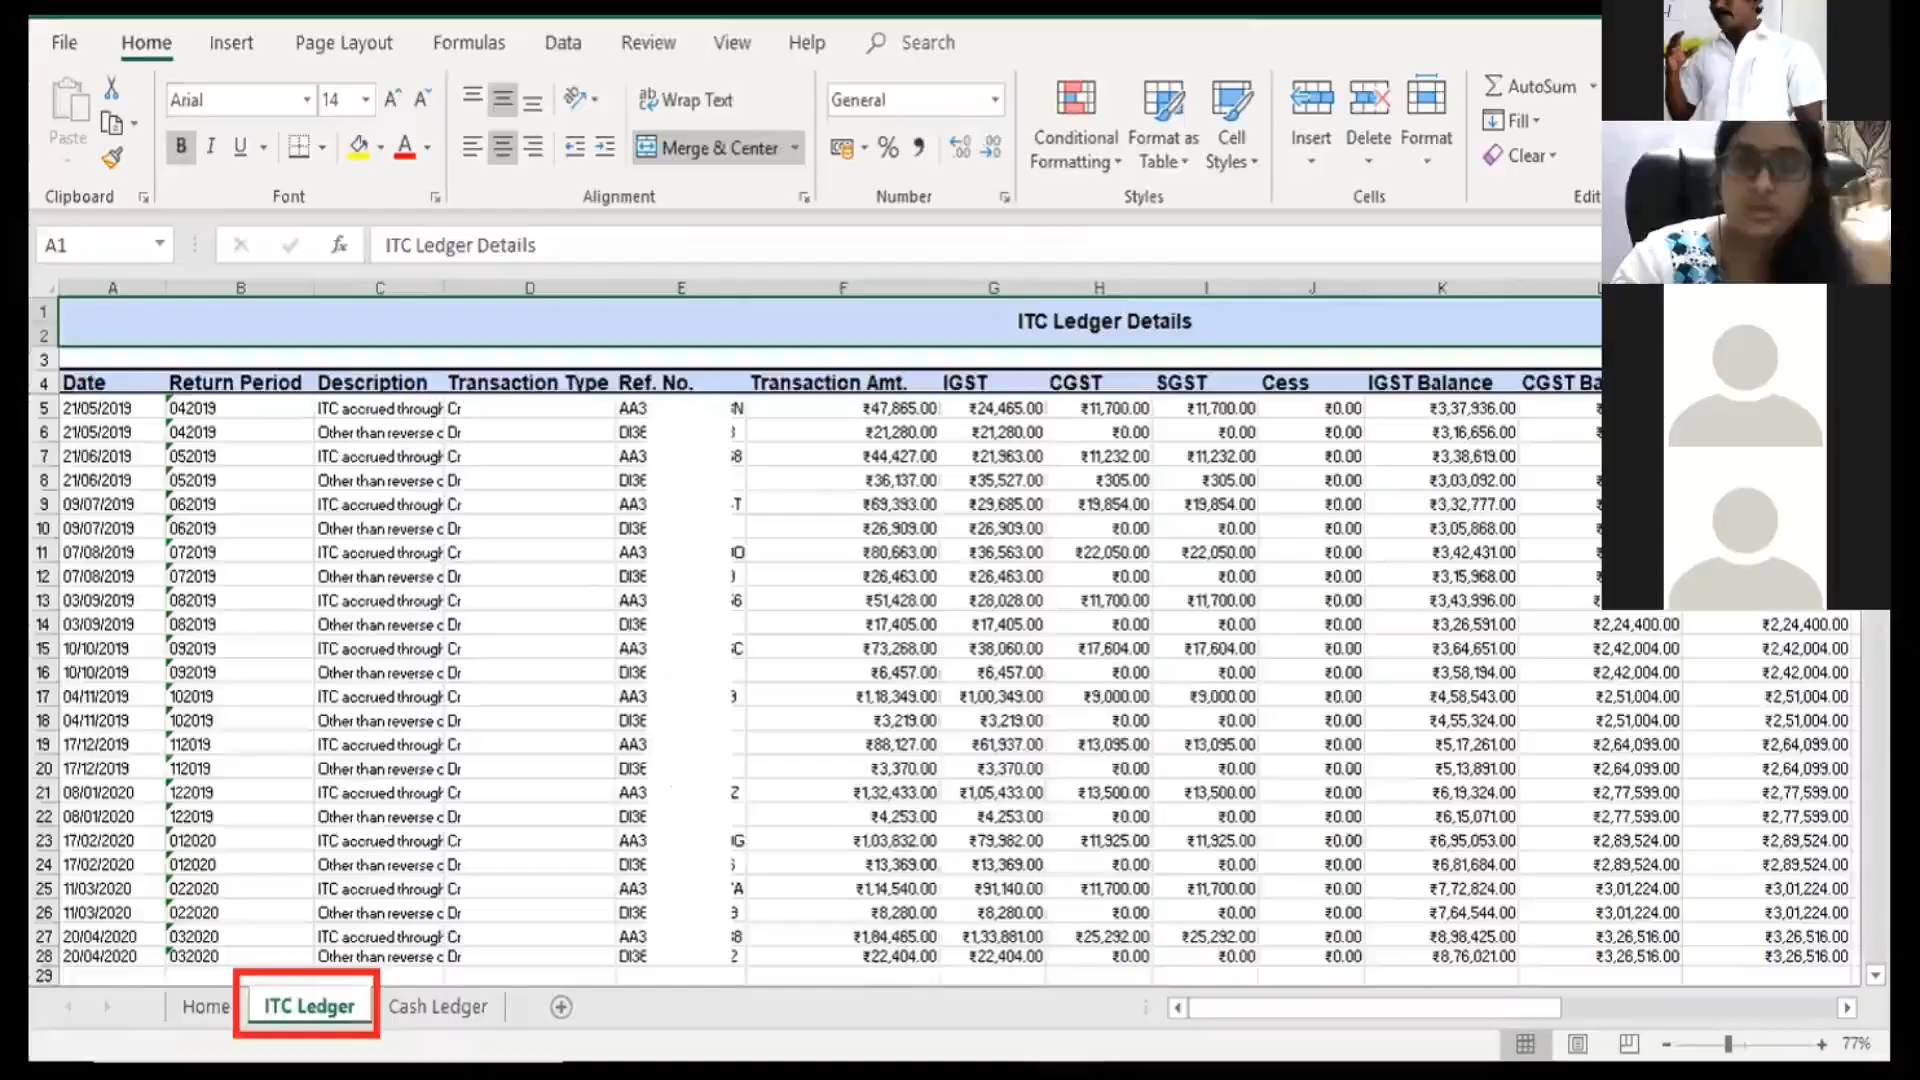 File Home Insert Page Layout Formulas Data Review View Help Search
Arial 14 Wrap Text General AutoSum
Paste B I U Merge & Center % Conditional Formatting Format as Table Cell Styles Insert Delete Format Fill Clear
Clipboard Font Alignment Number Styles Cells Edit
A1 fx ITC Ledger Details
A B C D E F G H I J K
1 ITC Ledger Details
2
3
4 Date Return Period Description Transaction Type Ref. No. Transaction Amt. IGST CGST SGST Cess IGST Balance CGST Ba
5 21/05/2019 042019 ITC accrued through Cr AA3 ₹47,865.00 ₹24,465.00 ₹11,700.00 ₹11,700.00 ₹0.00 ₹3,37,936.00
6 21/05/2019 042019 Other than reverse c Dr DI3E ₹21,280.00 ₹21,280.00 ₹0.00 ₹0.00 ₹0.00 ₹3,16,656.00
7 21/06/2019 052019 ITC accrued through Cr AA3 ₹44,427.00 ₹21,963.00 ₹11,232.00 ₹11,232.00 ₹0.00 ₹3,38,619.00
8 21/06/2019 052019 Other than reverse c Dr DI3E ₹36,137.00 ₹35,527.00 ₹305.00 ₹305.00 ₹0.00 ₹3,03,092.00
9 09/07/2019 062019 ITC accrued through Cr AA3 T ₹69,393.00 ₹29,685.00 ₹19,854.00 ₹19,854.00 ₹0.00 ₹3,32,777.00
10 09/07/2019 062019 Other than reverse c Dr DI3E ₹26,909.00 ₹26,909.00 ₹0.00 ₹0.00 ₹0.00 ₹3,05,868.00
11 07/08/2019 072019 ITC accrued through Cr AA3 ₹80,663.00 ₹36,563.00 ₹22,050.00 ₹22,050.00 ₹0.00 ₹3,42,431.00
12 07/08/2019 072019 Other than reverse c Dr DI3E ₹26,463.00 ₹26,463.00 ₹0.00 ₹0.00 ₹0.00 ₹3,15,968.00
13 03/09/2019 082019 ITC accrued through Cr AA3 ₹51,428.00 ₹28,028.00 ₹11,700.00 ₹11,700.00 ₹0.00 ₹3,43,996.00
14 03/09/2019 082019 Other than reverse c Dr DI3E ₹17,405.00 ₹17,405.00 ₹0.00 ₹0.00 ₹0.00 ₹3,26,591.00 ₹2,24,400.00 ₹2,24,400.00
15 10/10/2019 092019 ITC accrued through Cr AA3 ₹73,268.00 ₹38,060.00 ₹17,604.00 ₹17,604.00 ₹0.00 ₹3,64,651.00 ₹2,42,004.00 ₹2,42,004.00
16 10/10/2019 092019 Other than reverse c Dr DI3E ₹6,457.00 ₹6,457.00 ₹0.00 ₹0.00 ₹0.00 ₹3,58,194.00 ₹2,42,004.00 ₹2,42,004.00
17 04/11/2019 102019 ITC accrued through Cr AA3 ₹1,18,349.00 ₹1,00,349.00 ₹9,000.00 ₹9,000.00 ₹0.00 ₹4,58,543.00 ₹2,51,004.00 ₹2,51,004.00
18 04/11/2019 102019 Other than reverse c Dr DI3E ₹3,219.00 ₹3,219.00 ₹0.00 ₹0.00 ₹0.00 ₹4,55,324.00 ₹2,51,004.00 ₹2,51,004.00
19 17/12/2019 112019 ITC accrued through Cr AA3 ₹88,127.00 ₹61,937.00 ₹13,095.00 ₹13,095.00 ₹0.00 ₹5,17,261.00 ₹2,64,099.00 ₹2,64,099.00
20 17/12/2019 112019 Other than reverse c Dr DI3E ₹3,370.00 ₹3,370.00 ₹0.00 ₹0.00 ₹0.00 ₹5,13,891.00 ₹2,64,099.00 ₹2,64,099.00
21 08/01/2020 122019 ITC accrued through Cr AA3 Z ₹1,32,433.00 ₹1,05,433.00 ₹13,500.00 ₹13,500.00 ₹0.00 ₹6,19,324.00 ₹2,77,599.00 ₹2,77,599.00
22 08/01/2020 122019 Other than reverse c Dr DI3E ₹4,253.00 ₹4,253.00 ₹0.00 ₹0.00 ₹0.00 ₹6,15,071.00 ₹2,77,599.00 ₹2,77,599.00
23 17/02/2020 012020 ITC accrued through Cr AA3 G ₹1,03,832.00 ₹79,982.00 ₹11,925.00 ₹11,925.00 ₹0.00 ₹6,95,053.00 ₹2,89,524.00 ₹2,89,524.00
24 17/02/2020 012020 Other than reverse c Dr DI3E ₹13,369.00 ₹13,369.00 ₹0.00 ₹0.00 ₹0.00 ₹6,81,684.00 ₹2,89,524.00 ₹2,89,524.00
25 11/03/2020 022020 ITC accrued through Cr AA3 A ₹1,14,540.00 ₹91,140.00 ₹11,700.00 ₹11,700.00 ₹0.00 ₹7,72,824.00 ₹3,01,224.00 ₹3,01,224.00
26 11/03/2020 022020 Other than reverse c Dr DI3E ₹8,280.00 ₹8,280.00 ₹0.00 ₹0.00 ₹0.00 ₹7,64,544.00 ₹3,01,224.00 ₹3,01,224.00
27 20/04/2020 032020 ITC accrued through Cr AA3 ₹1,84,465.00 ₹1,33,881.00 ₹25,292.00 ₹25,292.00 ₹0.00 ₹8,98,425.00 ₹3,26,516.00 ₹3,26,516.00
28 20/04/2020 032020 Other than reverse c Dr DI3E 2 ₹22,404.00 ₹22,404.00 ₹0.00 ₹0.00 ₹0.00 ₹8,76,021.00 ₹3,26,516.00 ₹3,26,516.00
29
Home ITC Ledger Cash Ledger
77%